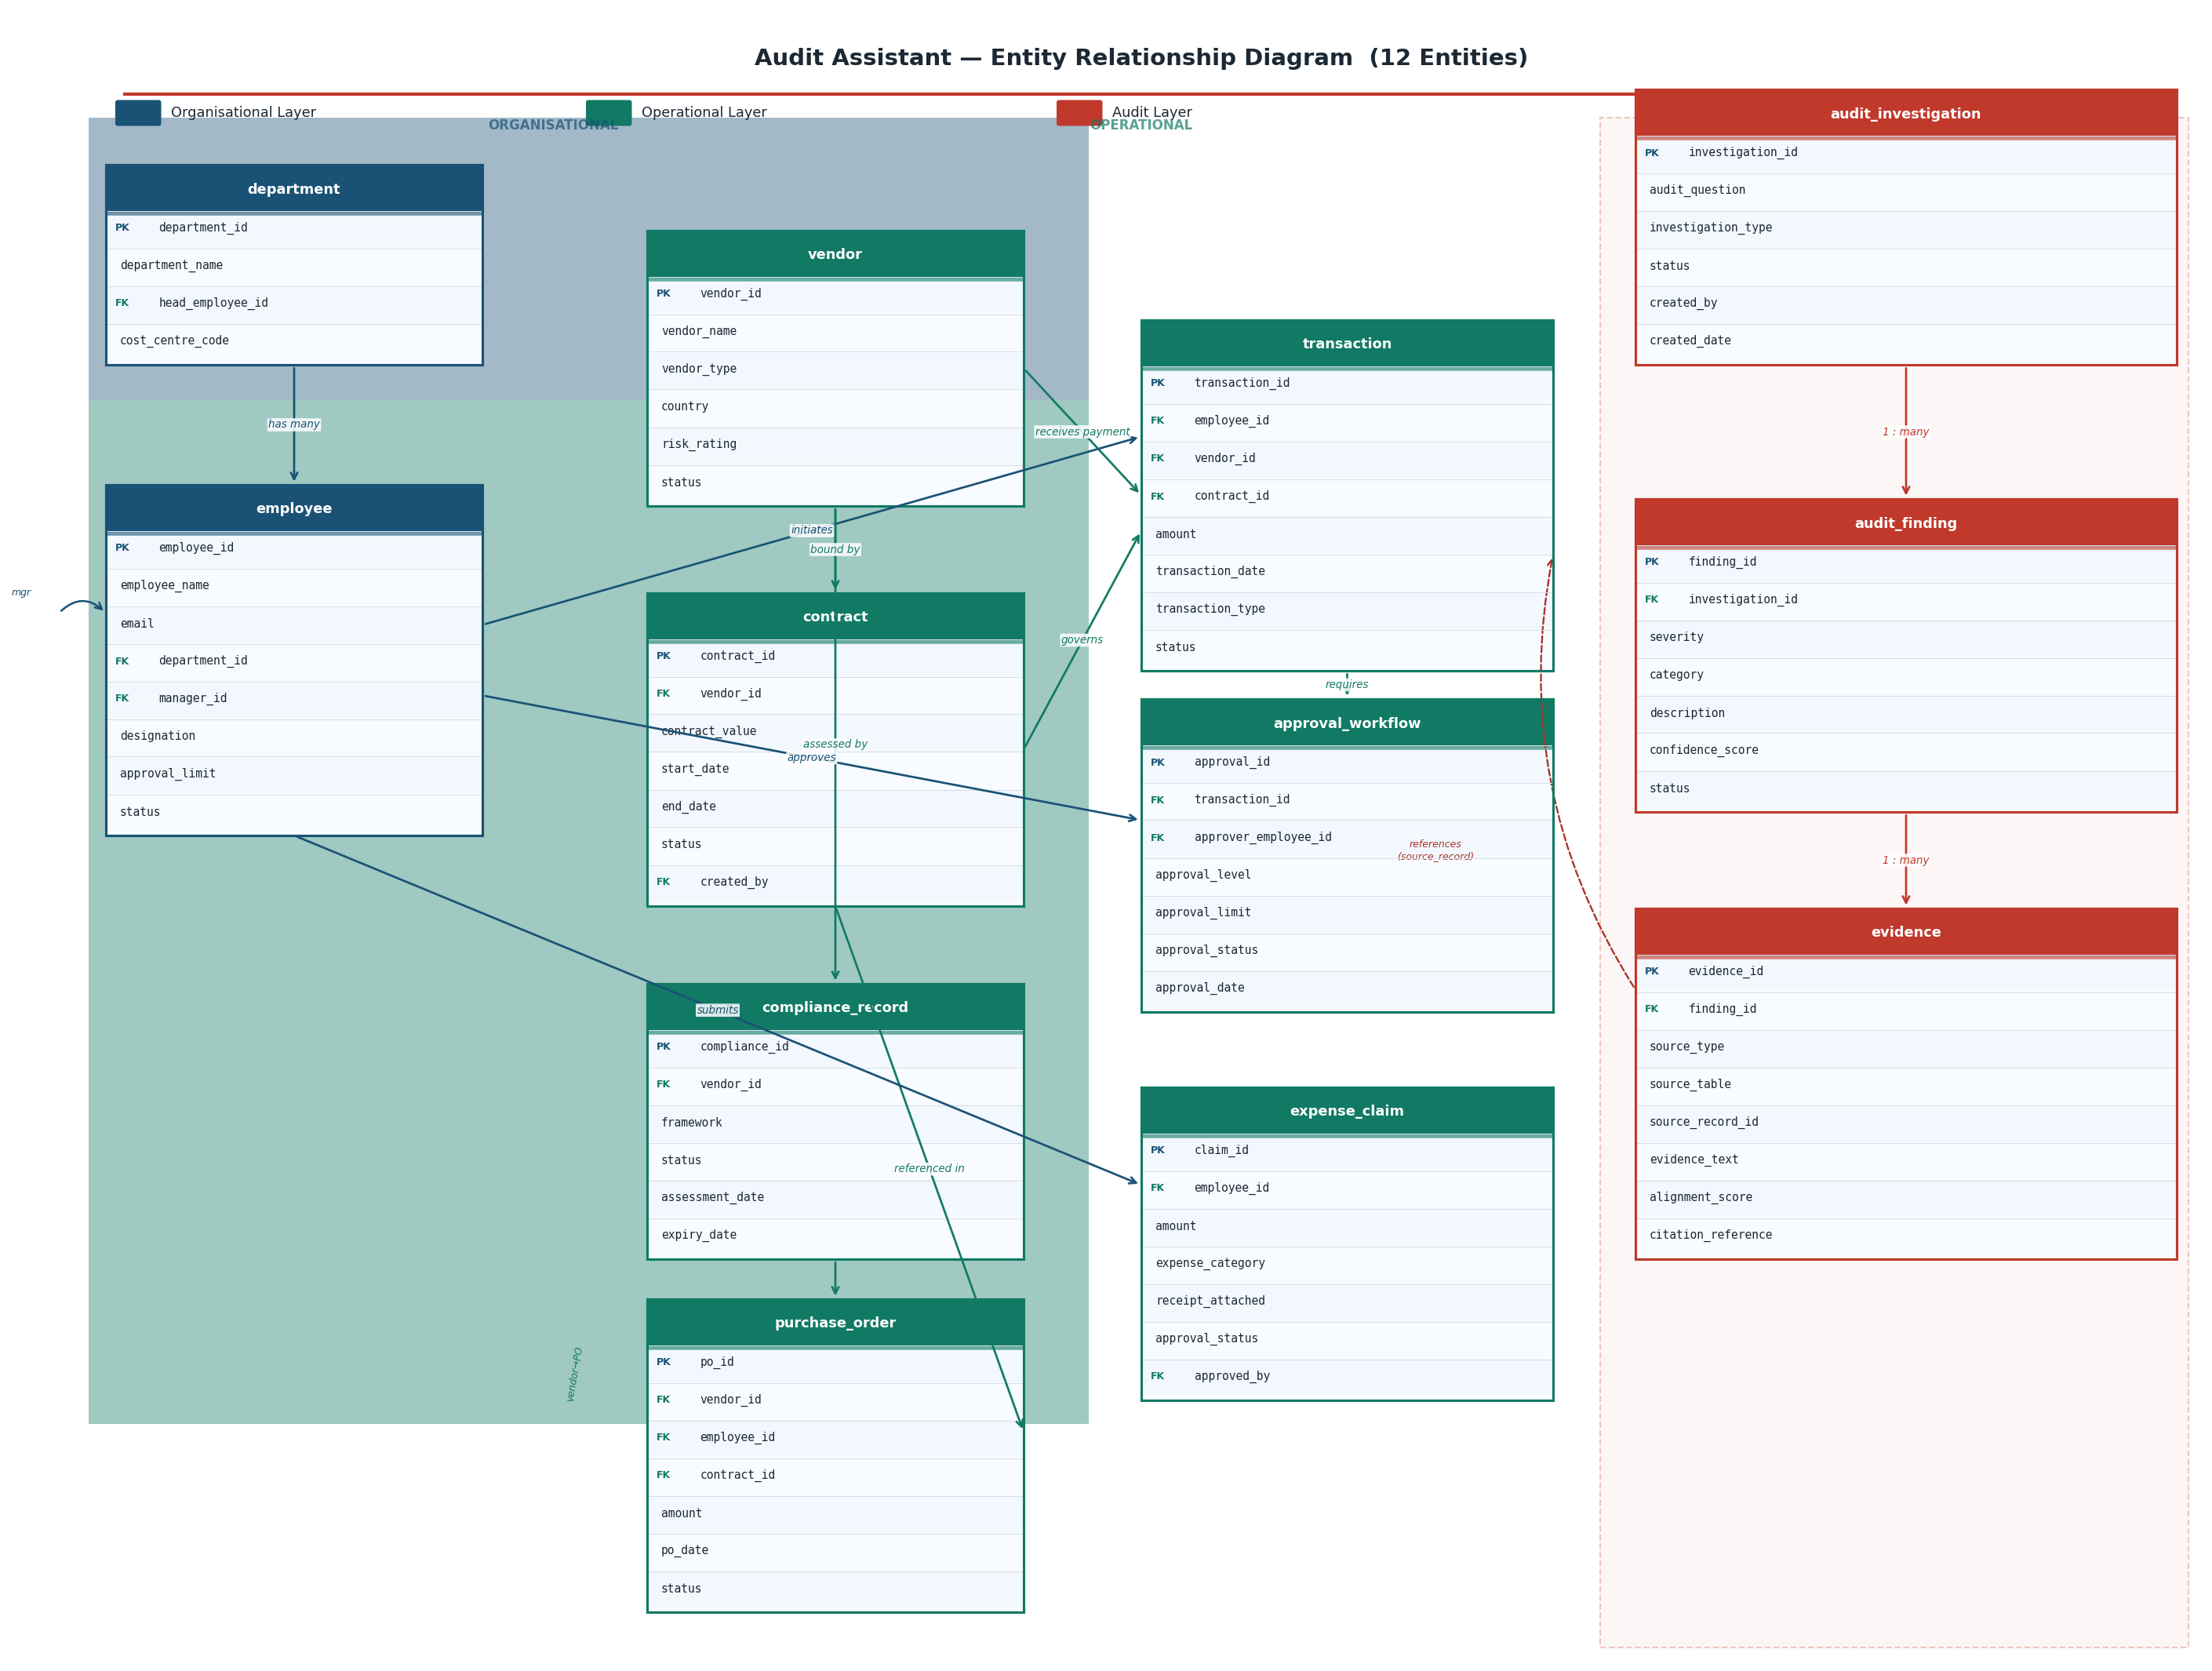 Audit Assistant — Entity Relationship Diagram  (12 Entities)
Organisational Layer
Operational Layer
Audit Layer
ORGANISATIONAL
OPERATIONAL
department
PK department_id
department_name
FK head_employee_id
cost_centre_code
has many
employee
PK employee_id
employee_name
email
FK department_id
FK manager_id
designation
approval_limit
status
mgr
vendor
PK vendor_id
vendor_name
vendor_type
country
risk_rating
status
initiates
bound by
contract
PK contract_id
FK vendor_id
contract_value
start_date
end_date
status
FK created_by
assessed by
approves
compliance_record
submits
PK compliance_id
FK vendor_id
framework
status
assessment_date
expiry_date
referenced in
purchase_order
PK po_id
FK vendor_id
FK employee_id
FK contract_id
amount
po_date
status
vendor→PO
receives payment
governs
transaction
PK transaction_id
FK employee_id
FK vendor_id
FK contract_id
amount
transaction_date
transaction_type
status
requires
approval_workflow
PK approval_id
FK transaction_id
FK approver_employee_id
approval_level
approval_limit
approval_status
approval_date
references
(source_record)
expense_claim
PK claim_id
FK employee_id
amount
expense_category
receipt_attached
approval_status
FK approved_by
audit_investigation
PK investigation_id
audit_question
investigation_type
status
created_by
created_date
1 : many
audit_finding
PK finding_id
FK investigation_id
severity
category
description
confidence_score
status
1 : many
evidence
PK evidence_id
FK finding_id
source_type
source_table
source_record_id
evidence_text
alignment_score
citation_reference